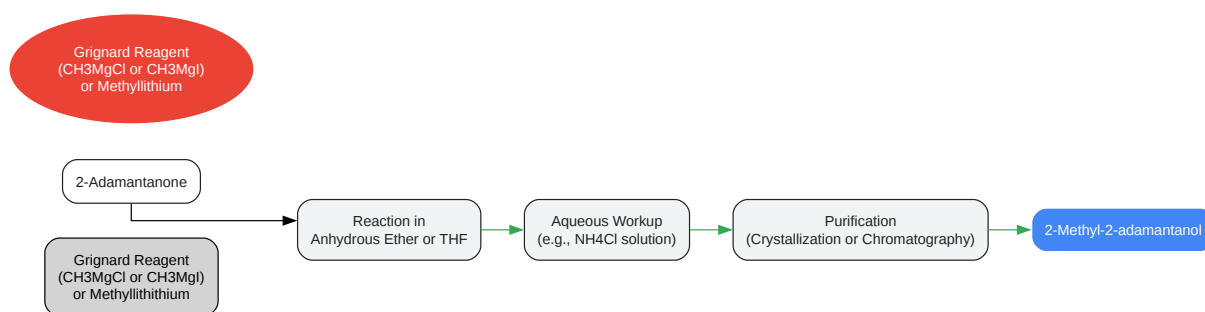 Grignard Reagent
(CH3MgCl or CH3MgI)
or Methyllithium
2-Adamantanone
Grignard Reagent
(CH3MgCl or CH3MgI)
or Methyllithithium
Reaction in
Anhydrous Ether or THF
Aqueous Workup
(e.g., NH4Cl solution)
Purification
(Crystallization or Chromatography)
2-Methyl-2-adamantanol